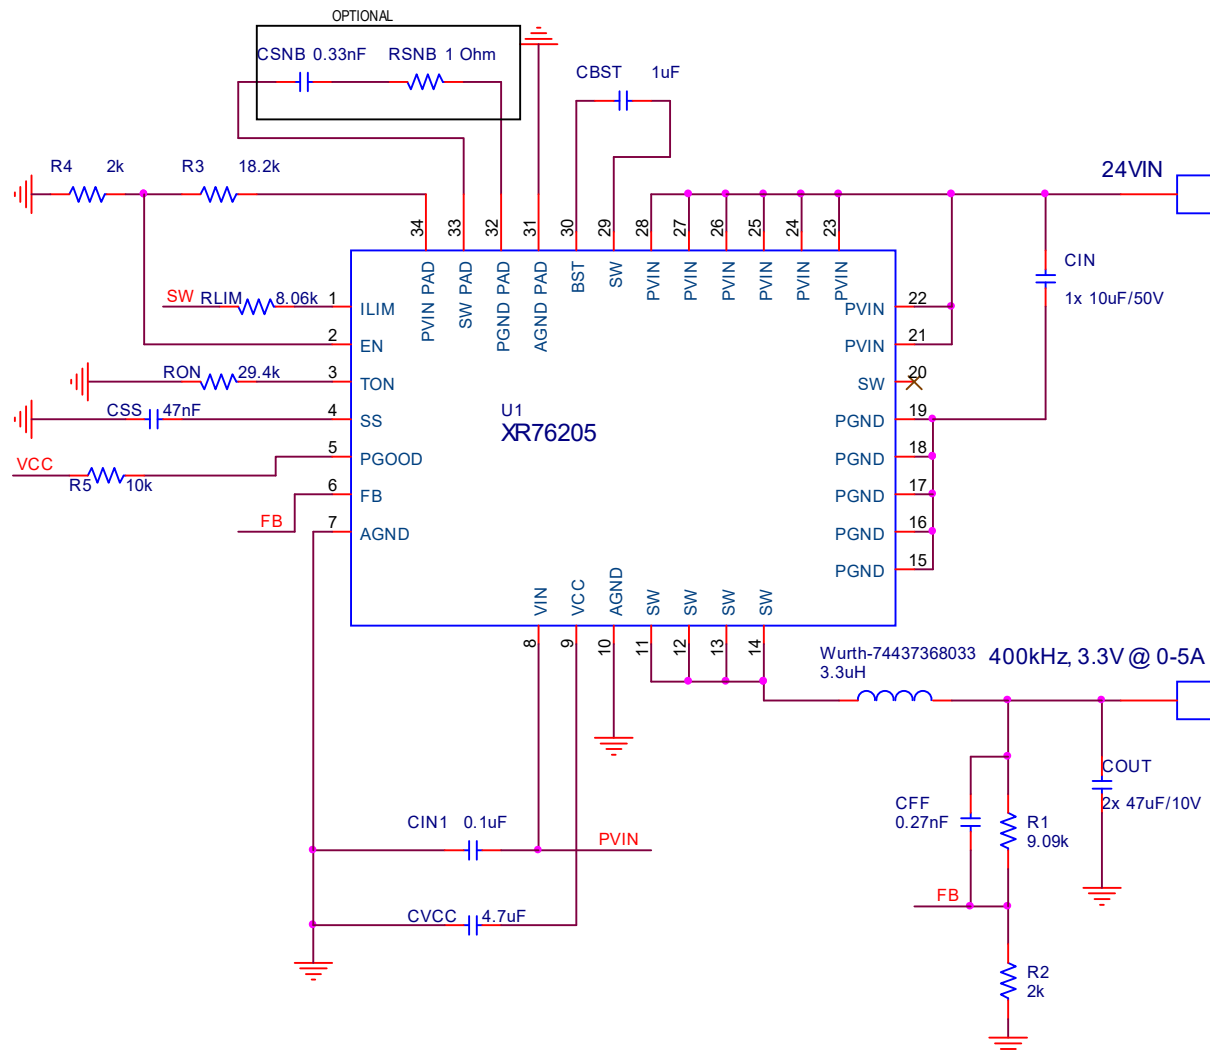 OPTIONAL
CSNB 0.33nF RSNB 1 Ohm
CBST 1uF
R4 2k R3 18.2k
24VIN
34 33 32 31 30 29 28 27 26 25 24 23
PVIN PAD
SW PAD
PGND PAD
AGND PAD
BST
SW
PVIN
PVIN
PVIN
PVIN
PVIN
PVIN
CIN
1x 10uF/50V
SW RLIM 8.06k 1 ILIM
2 EN
RON 29.4k 3 TON
CSS 47nF 4 SS
VCC R5 10k 5 PGOOD
FB 6 FB
7 AGND
U1
XR76205
PVIN 22
PVIN 21
SW 20
PGND 19
PGND 18
PGND 17
PGND 16
PGND 15
VIN
VCC
AGND
SW
SW
SW
SW
8 9 10 11 12 13 14
Wurth-74437368033
3.3uH
400kHz, 3.3V @ 0-5A
COUT
2x 47uF/10V
CFF
0.27nF
R1
9.09k
CIN1 0.1uF
PVIN
FB
CVCC 4.7uF
R2
2k